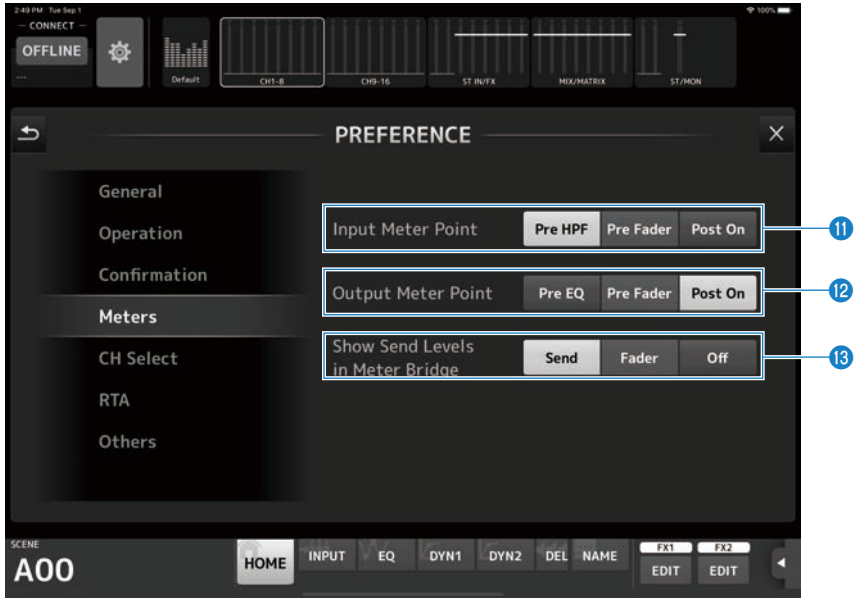 2:49 PM Tue Sep 1
100%
CONNECT
OFFLINE
---
Default
CH1-8
CH9-16
ST IN/FX
MIX/MATRIX
ST/MON
PREFERENCE
General
Operation
Confirmation
Meters
CH Select
RTA
Others
Input Meter Point
Pre HPF
Pre Fader
Post On
11
Output Meter Point
Pre EQ
Pre Fader
Post On
12
Show Send Levels
in Meter Bridge
Send
Fader
Off
13
SCENE
A00
HOME
INPUT
EQ
DYN1
DYN2
DEL
NAME
FX1
EDIT
FX2
EDIT